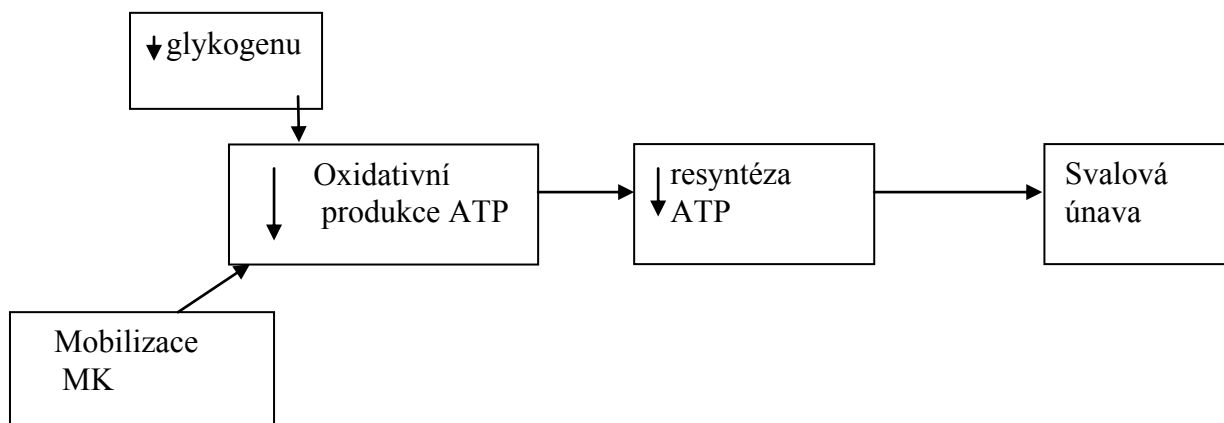 glykogenu
Oxidativní
produkce ATP
resyntéza
ATP
Svalová
únava
Mobilizace
MK